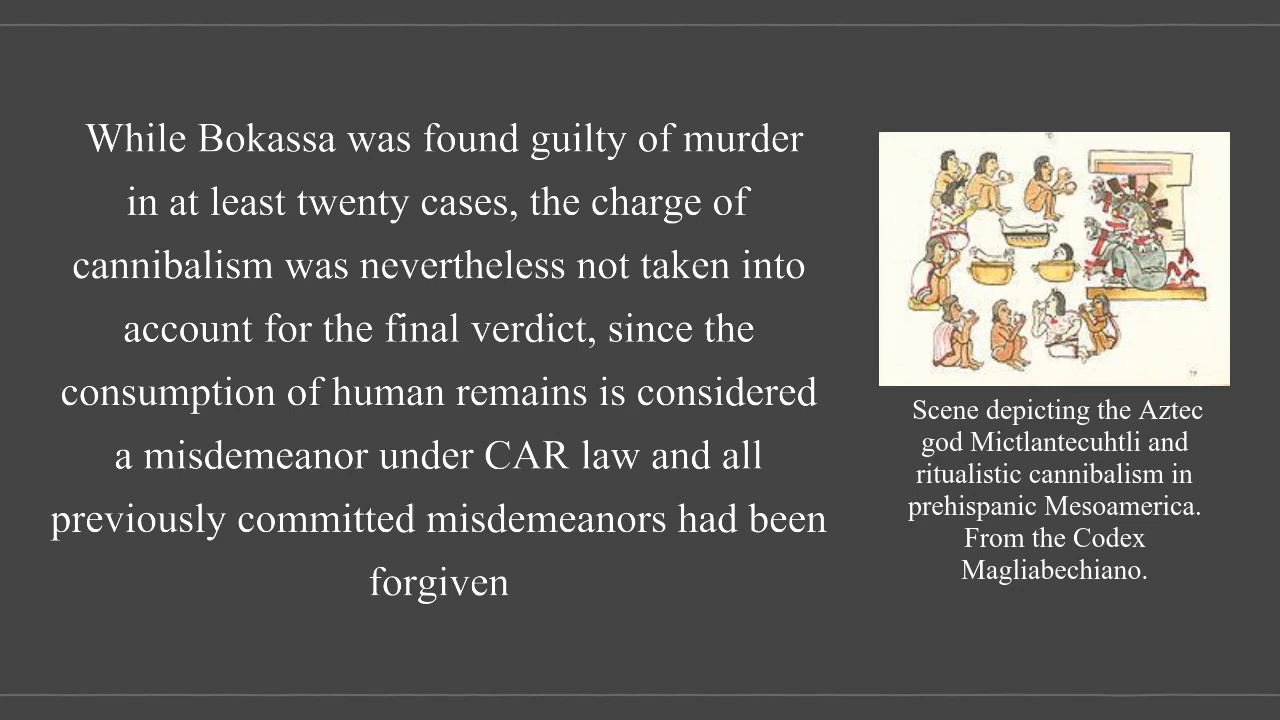 While Bokassa was found guilty of murder
in at least twenty cases, the charge of
cannibalism was nevertheless not taken into
account for the final verdict, since the
consumption of human remains is considered
a misdemeanor under CAR law and all
previously committed misdemeanors had been
forgiven
Scene depicting the Aztec
god Mictlantecuhtli and
ritualistic cannibalism in
prehispanic Mesoamerica.
From the Codex
Magliabechiano.